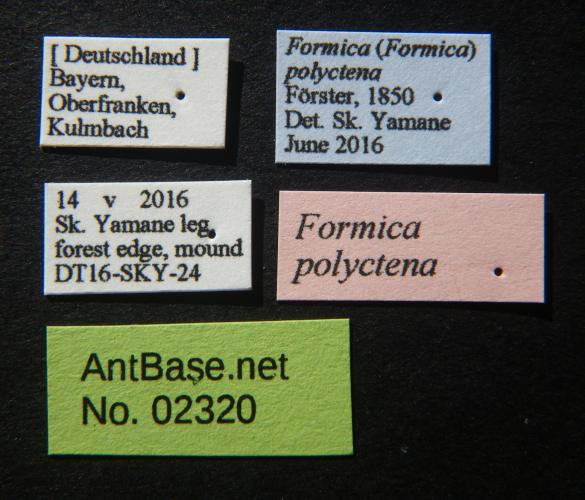 [ Deutschland ]
Bayern,
Oberfranken,
Kulmbach
Formica (Formica)
polyctena
Förster, 1850
Det. Sk. Yamane
June 2016
14 v 2016
Sk. Yamane leg.
forest edge, mound
DT16-SKY-24
Formica
polyctena
AntBase.net
No. 02320